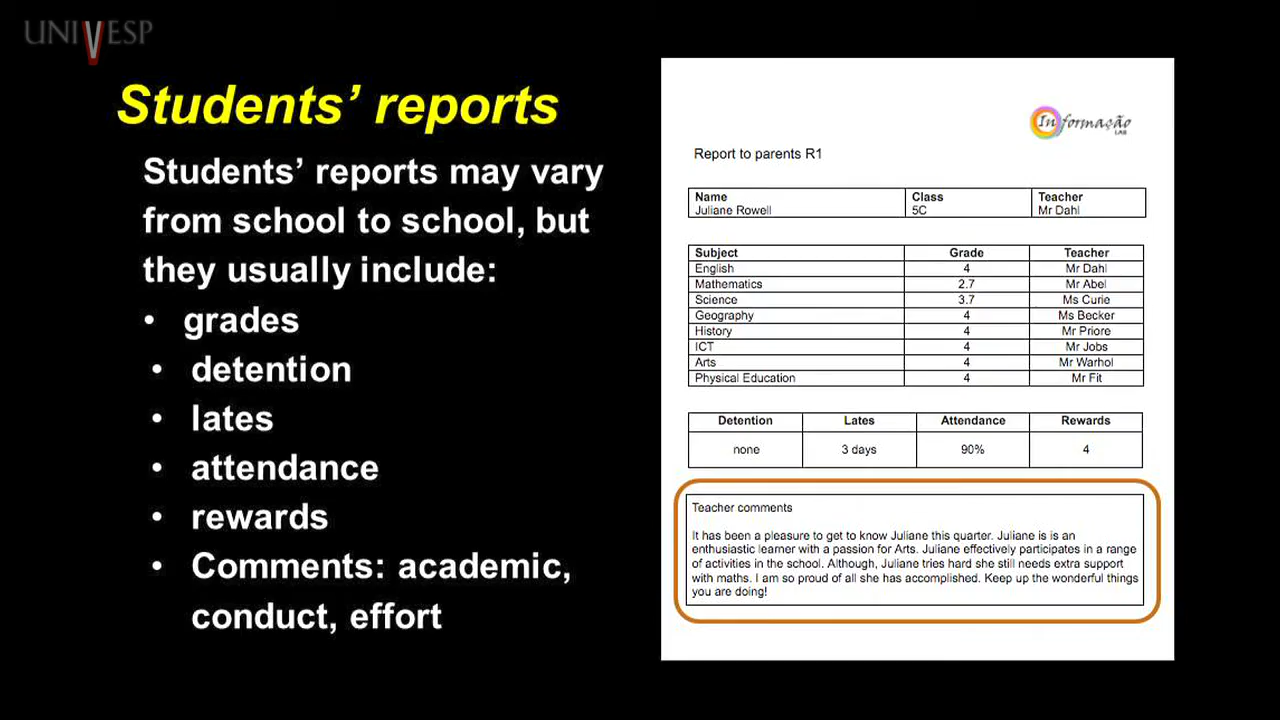 UNIVESP
Students’ reports
Students’ reports may vary
from school to school, but
they usually include:
• grades
• detention
• lates
• attendance
• rewards
• Comments: academic,
conduct, effort
Informação
LAB
Report to parents R1
Name Class Teacher
Juliane Rowell 5C Mr Dahl
Subject Grade Teacher
English 4 Mr Dahl
Mathematics 2.7 Mr Abel
Science 3.7 Ms Curie
Geography 4 Ms Becker
History 4 Mr Priore
ICT 4 Mr Jobs
Arts 4 Mr Warhol
Physical Education 4 Mr Fit
Detention Lates Attendance Rewards
none 3 days 90% 4
Teacher comments
It has been a pleasure to get to know Juliane this quarter. Juliane is is an
enthusiastic learner with a passion for Arts. Juliane effectively participates in a range
of activities in the school. Although, Juliane tries hard she still needs extra support
with maths. I am so proud of all she has accomplished. Keep up the wonderful things
you are doing!